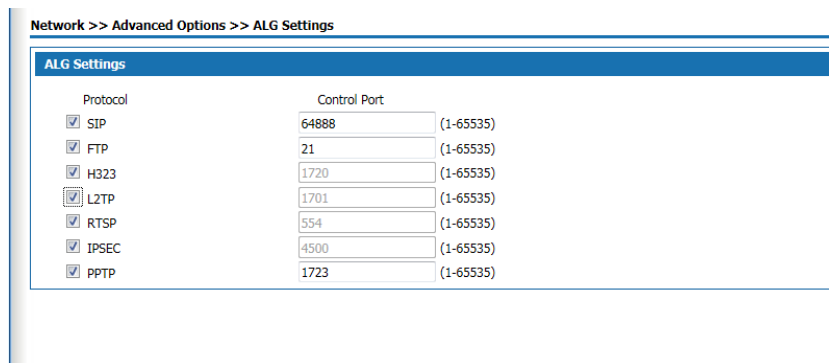 Network >> Advanced Options >> ALG Settings
ALG Settings
Protocol Control Port
SIP 64888 (1-65535)
FTP 21 (1-65535)
H323 1720 (1-65535)
L2TP 1701 (1-65535)
RTSP 554 (1-65535)
IPSEC 4500 (1-65535)
PPTP 1723 (1-65535)